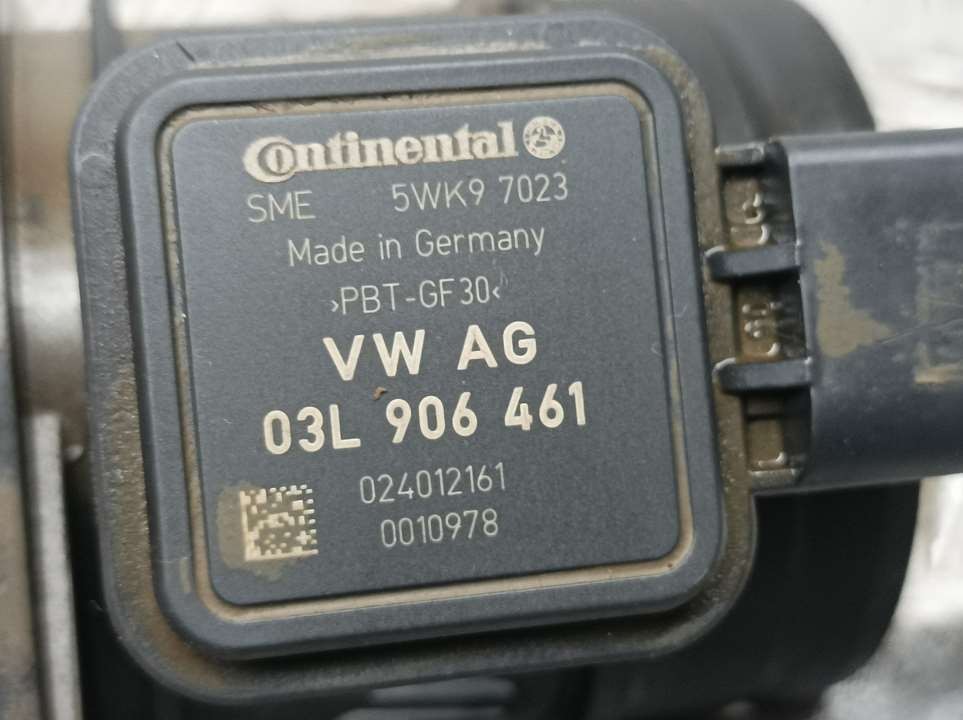 Continental
SME 5WK9 7023
Made in Germany
›PBT-GF30‹
VW AG
03L 906 461
024012161
0010978